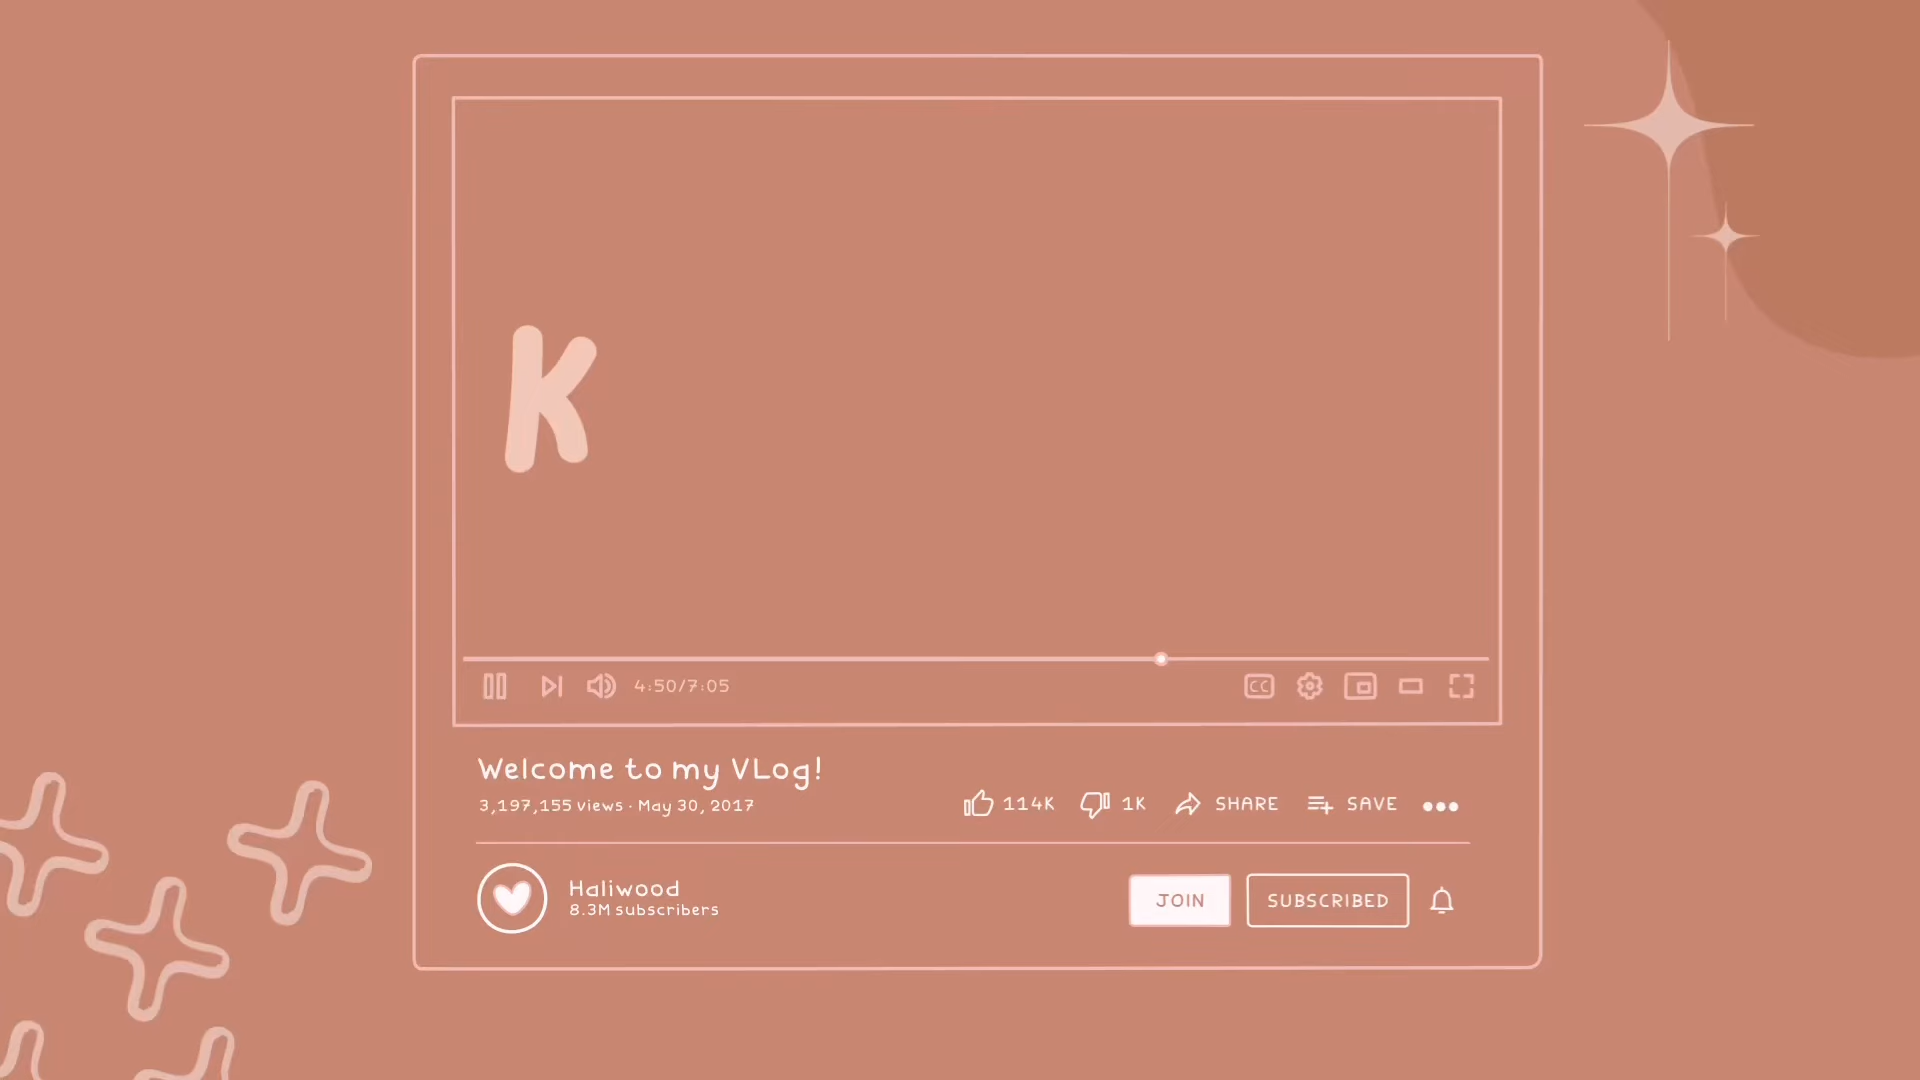 K
4:50/7:05
CC
Welcome to my VLog!
3,197,155 views · May 30, 2017
114K 1K SHARE SAVE
Haliwood
8.3M subscribers
JOIN SUBSCRIBED